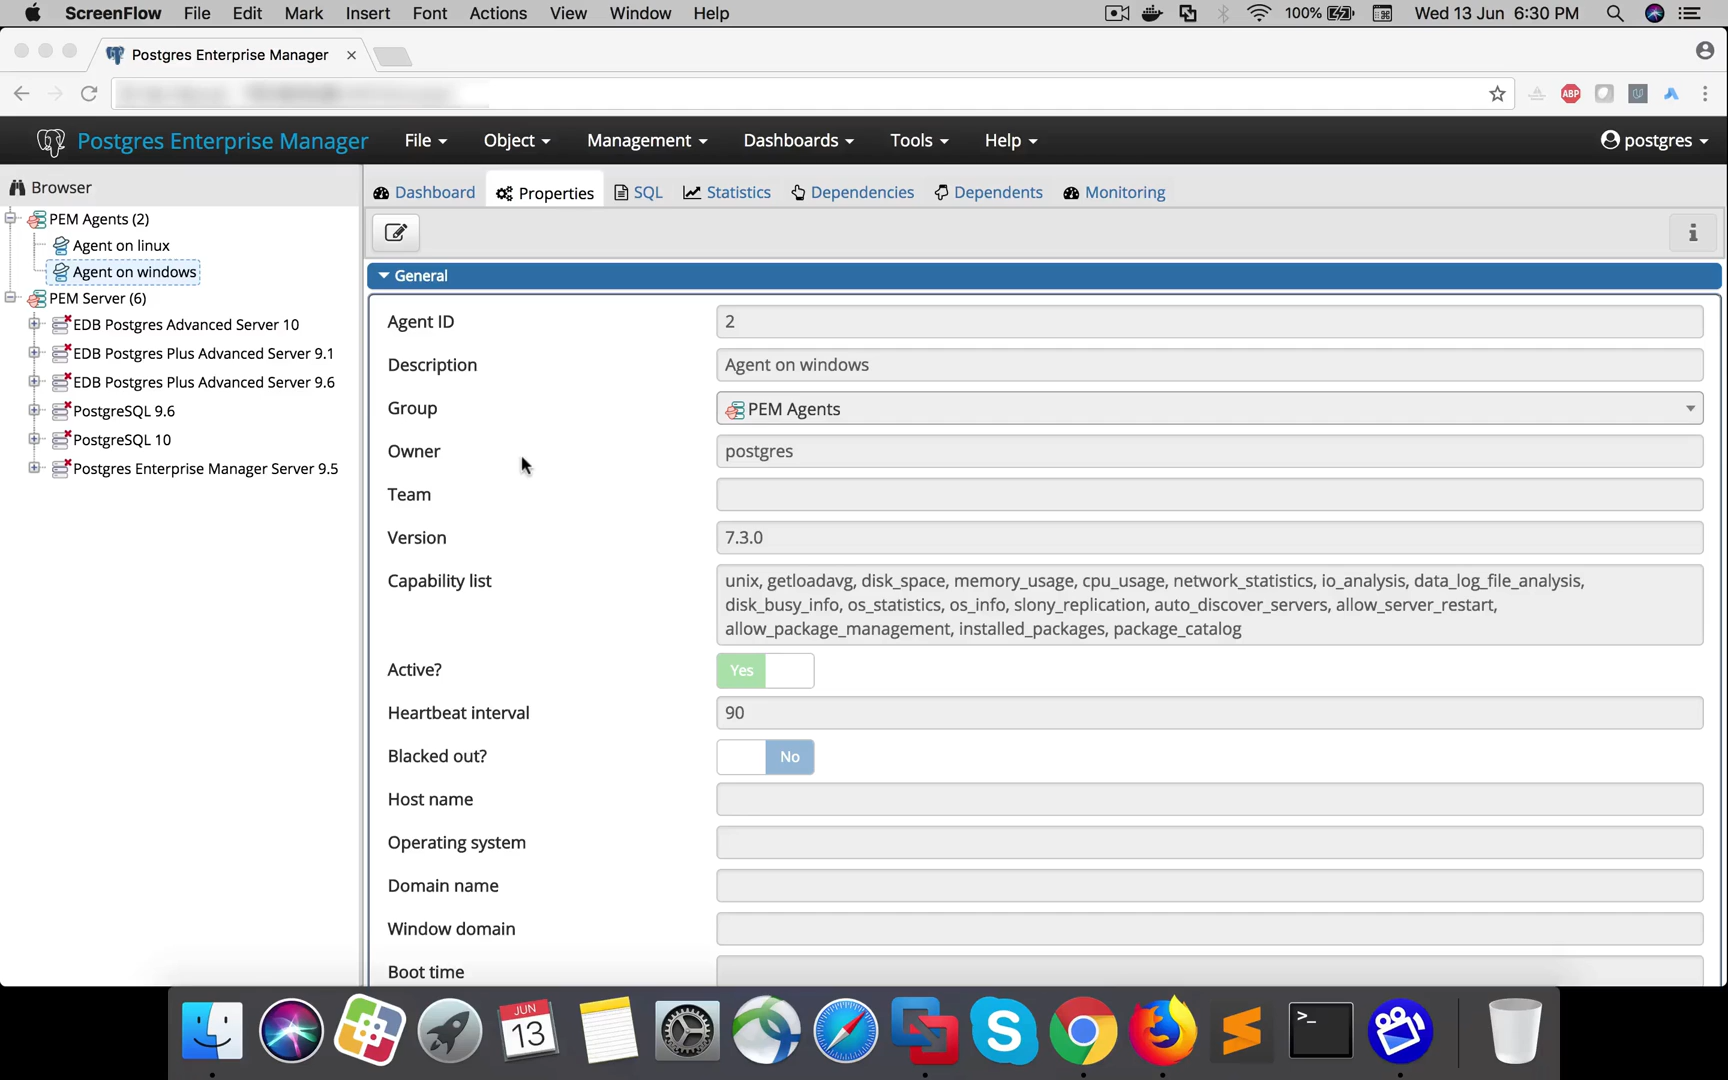 ScreenFlow File Edit Mark Insert Font Actions View Window Help 100% Wed 13 Jun 6:30 PM
Postgres Enterprise Manager
ABP
Postgres Enterprise Manager File Object Management Dashboards Tools Help postgres
Browser
Dashboard Properties SQL Statistics Dependencies Dependents Monitoring
PEM Agents (2)
Agent on linux
Agent on windows
PEM Server (6)
EDB Postgres Advanced Server 10
EDB Postgres Plus Advanced Server 9.1
EDB Postgres Plus Advanced Server 9.6
PostgreSQL 9.6
PostgreSQL 10
Postgres Enterprise Manager Server 9.5
General
Agent ID 2
Description Agent on windows
Group PEM Agents
Owner postgres
Team
Version 7.3.0
Capability list unix, getloadavg, disk_space, memory_usage, cpu_usage, network_statistics, io_analysis, data_log_file_analysis,
disk_busy_info, os_statistics, os_info, slony_replication, auto_discover_servers, allow_server_restart,
allow_package_management, installed_packages, package_catalog
Active? Yes
Heartbeat interval 90
Blacked out? No
Host name
Operating system
Domain name
Window domain
Boot time
JUN
13